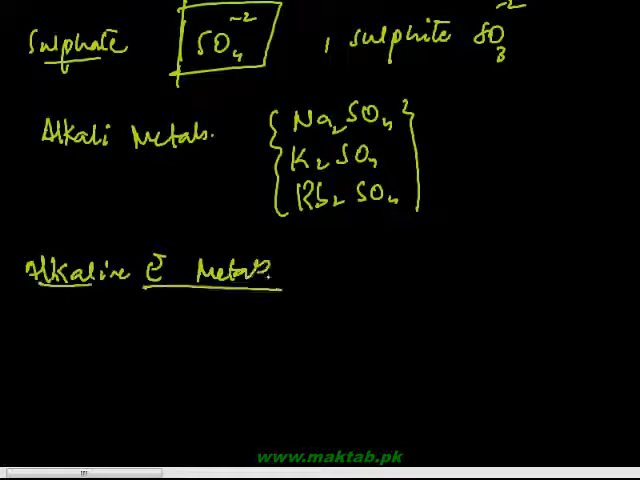 Sulphate SO₄⁻² , sulphite SO₃⁻²
Alkali Metals. { Na₂SO₄ }
K₂SO₄
Rb₂SO₄
Alkaline E Metals.
www.maktab.pk